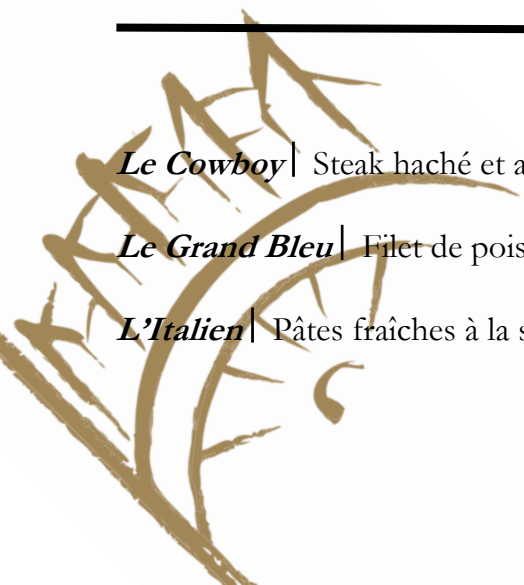 Le Cowboy| Steak haché et a
Le Grand Bleu| Filet de pois
L’Italien| Pâtes fraîches à la s